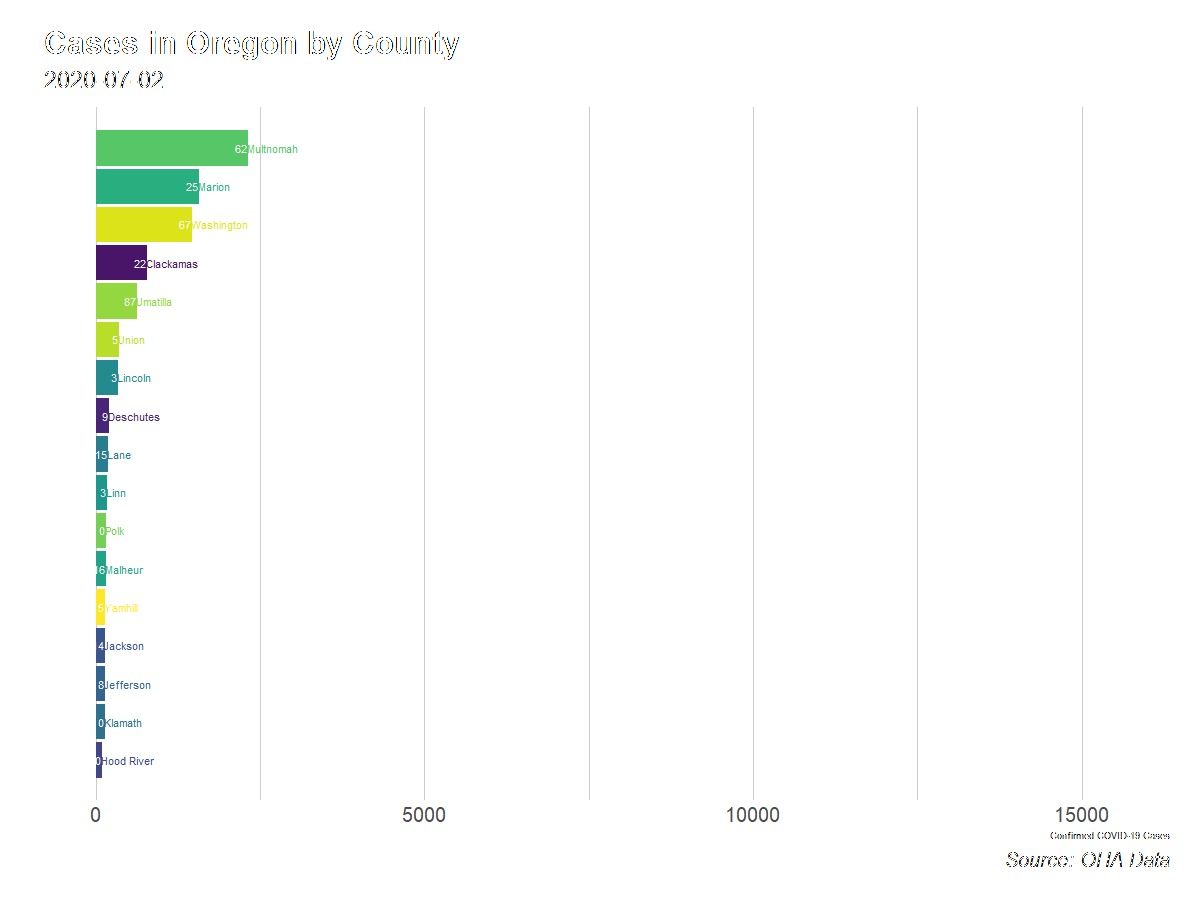 Cases in Oregon by County
2020-07-02
62Multnomah
25Marion
67Washington
22Clackamas
87Umatilla
5Union
3Lincoln
9Deschutes
15Lane
3Linn
0Polk
16Malheur
5Yamhill
4Jackson
8Jefferson
0Klamath
0Hood River
0 5000 10000 15000
Confirmed COVID-19 Cases
Source: OHA Data